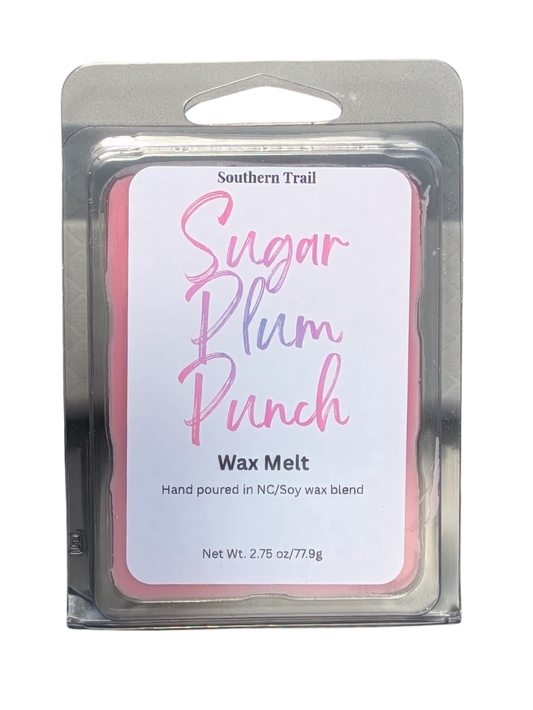 Southern Trail
Sugar
Plum
Punch
Wax Melt
Hand poured in NC/Soy wax blend
Net Wt. 2.75 oz/77.9g